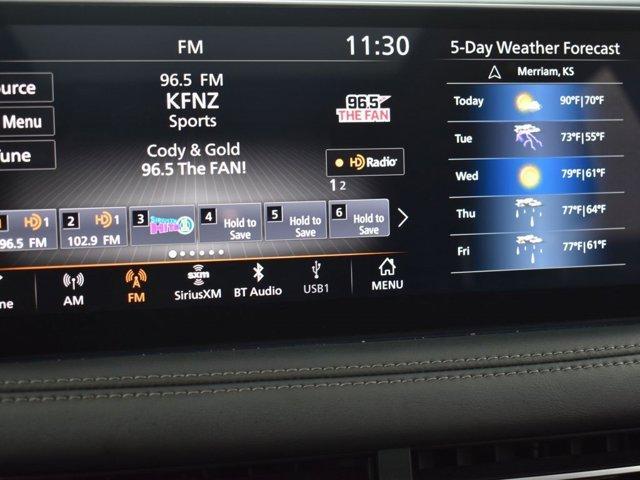 FM
11:30
5-Day Weather Forecast
Merriam, KS
ource
Menu
une
96.5 FM
KFNZ
Sports
Cody & Gold
96.5 The FAN!
96.5
THE FAN
HD Radio
1 2
Today 90°F|70°F
Tue 73°F|55°F
Wed 79°F|61°F
Thu 77°F|64°F
Fri 77°F|61°F
1 HD 1
96.5 FM
2 HD 1
102.9 FM
3
4 Hold to
Save
5 Hold to
Save
6 Hold to
Save
ne
AM
FM
sxm
SiriusXM
BT Audio
USB1
MENU